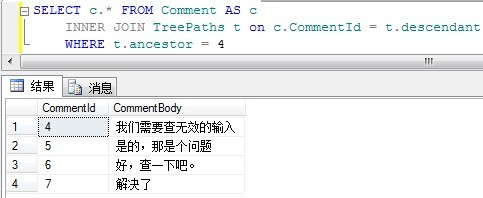 SELECT c.* FROM Comment AS c
INNER JOIN TreePaths t on c.CommentId = t.descendant
WHERE t.ancestor = 4
结果 消息
CommentId CommentBody
1 4 我们需要查无效的输入
2 5 是的，那是个问题
3 6 好，查一下吧。
4 7 解决了